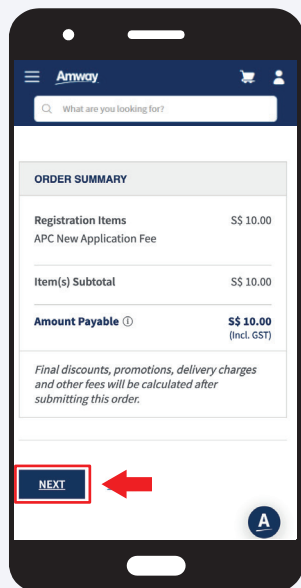 Amway
What are you looking for?
ORDER SUMMARY
Registration Items S$ 10.00
APC New Application Fee
Item(s) Subtotal S$ 10.00
Amount Payable ⓘ S$ 10.00
(Incl. GST)
Final discounts, promotions, delivery charges
and other fees will be calculated after
submitting this order.
NEXT
A